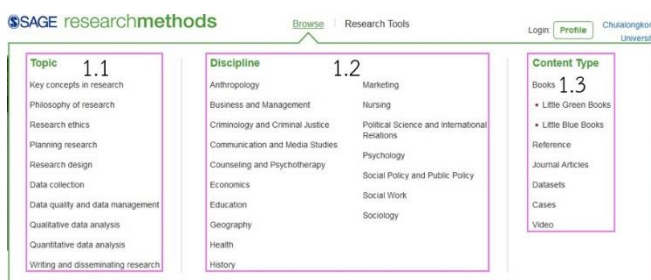 SAGE researchmethods
Browse
Research Tools
Login: Profile
Chulalongkor
Universit
Topic
1.1
Key concepts in research
Philosophy of research
Research ethics
Planning research
Research design
Data collection
Data quality and data management
Qualitative data analysis
Quantitative data analysis
Writing and disseminating research
Discipline
1.2
Anthropology
Business and Management
Criminology and Criminal Justice
Communication and Media Studies
Counseling and Psychotherapy
Economics
Education
Geography
Health
History
Marketing
Nursing
Political Science and International
Relations
Psychology
Social Policy and Public Policy
Social Work
Sociology
Content Type
Books 1.3
• Little Green Books
• Little Blue Books
Reference
Journal Articles
Datasets
Cases
Video